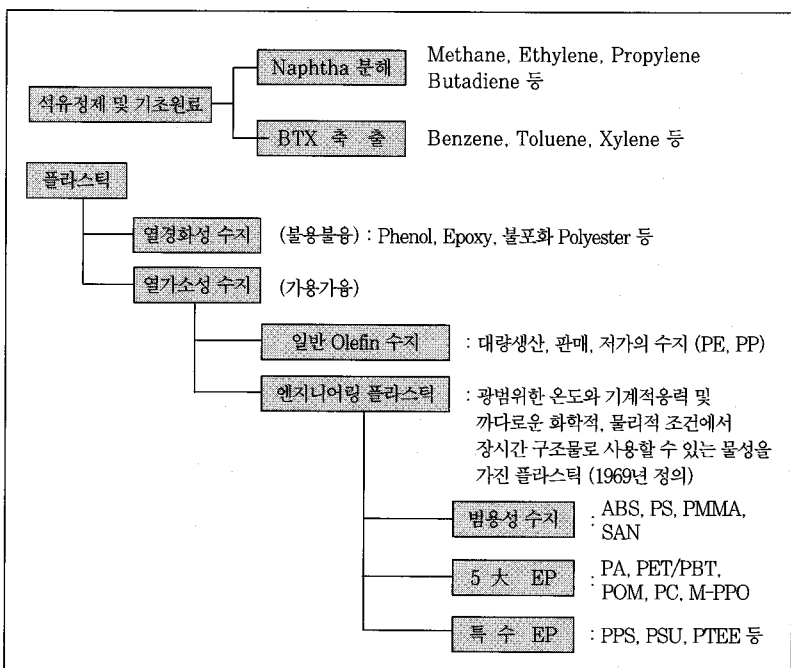 Naphtha 분해
Methane, Ethylene, Propylene
Butadiene 등
석유정제 및 기초원료
BTX 축 출
Benzene, Toluene, Xylene 등
플라스틱
열경화성 수지
(불용불융) : Phenol, Epoxy, 불포화 Polyester 등
열가소성 수지
(가용가융)
일반 Olefin 수지
: 대량생산, 판매, 저가의 수지 (PE, PP)
엔지니어링 플라스틱
: 광범위한 온도와 기계적응력 및
까다로운 화학적, 물리적 조건에서
장시간 구조물로 사용할 수 있는 물성을
가진 플라스틱 (1969년 정의)
범용성 수지
: ABS, PS, PMMA,
SAN
5 大 EP
: PA, PET/PBT,
POM, PC, M-PPO
특 수 EP
: PPS, PSU, PTEE 등